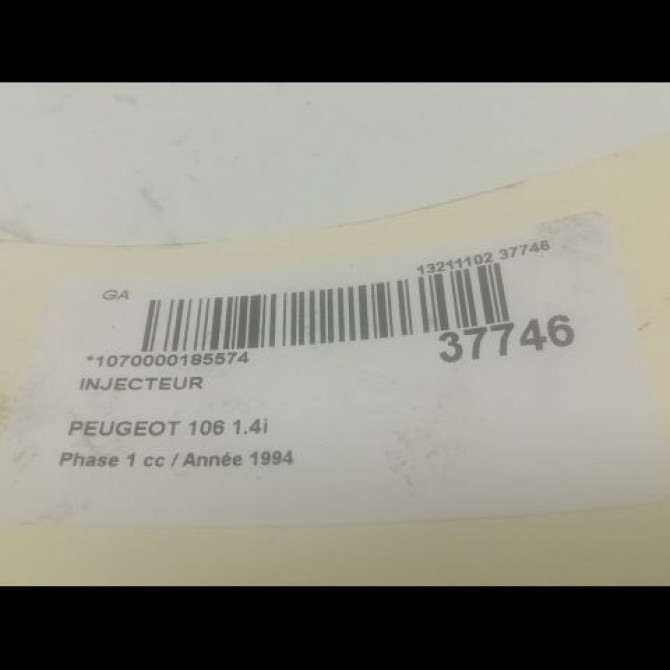 GA
13211102 37746
37746
*1070000185574
INJECTEUR
PEUGEOT 106 1.4i
Phase 1 cc / Année 1994